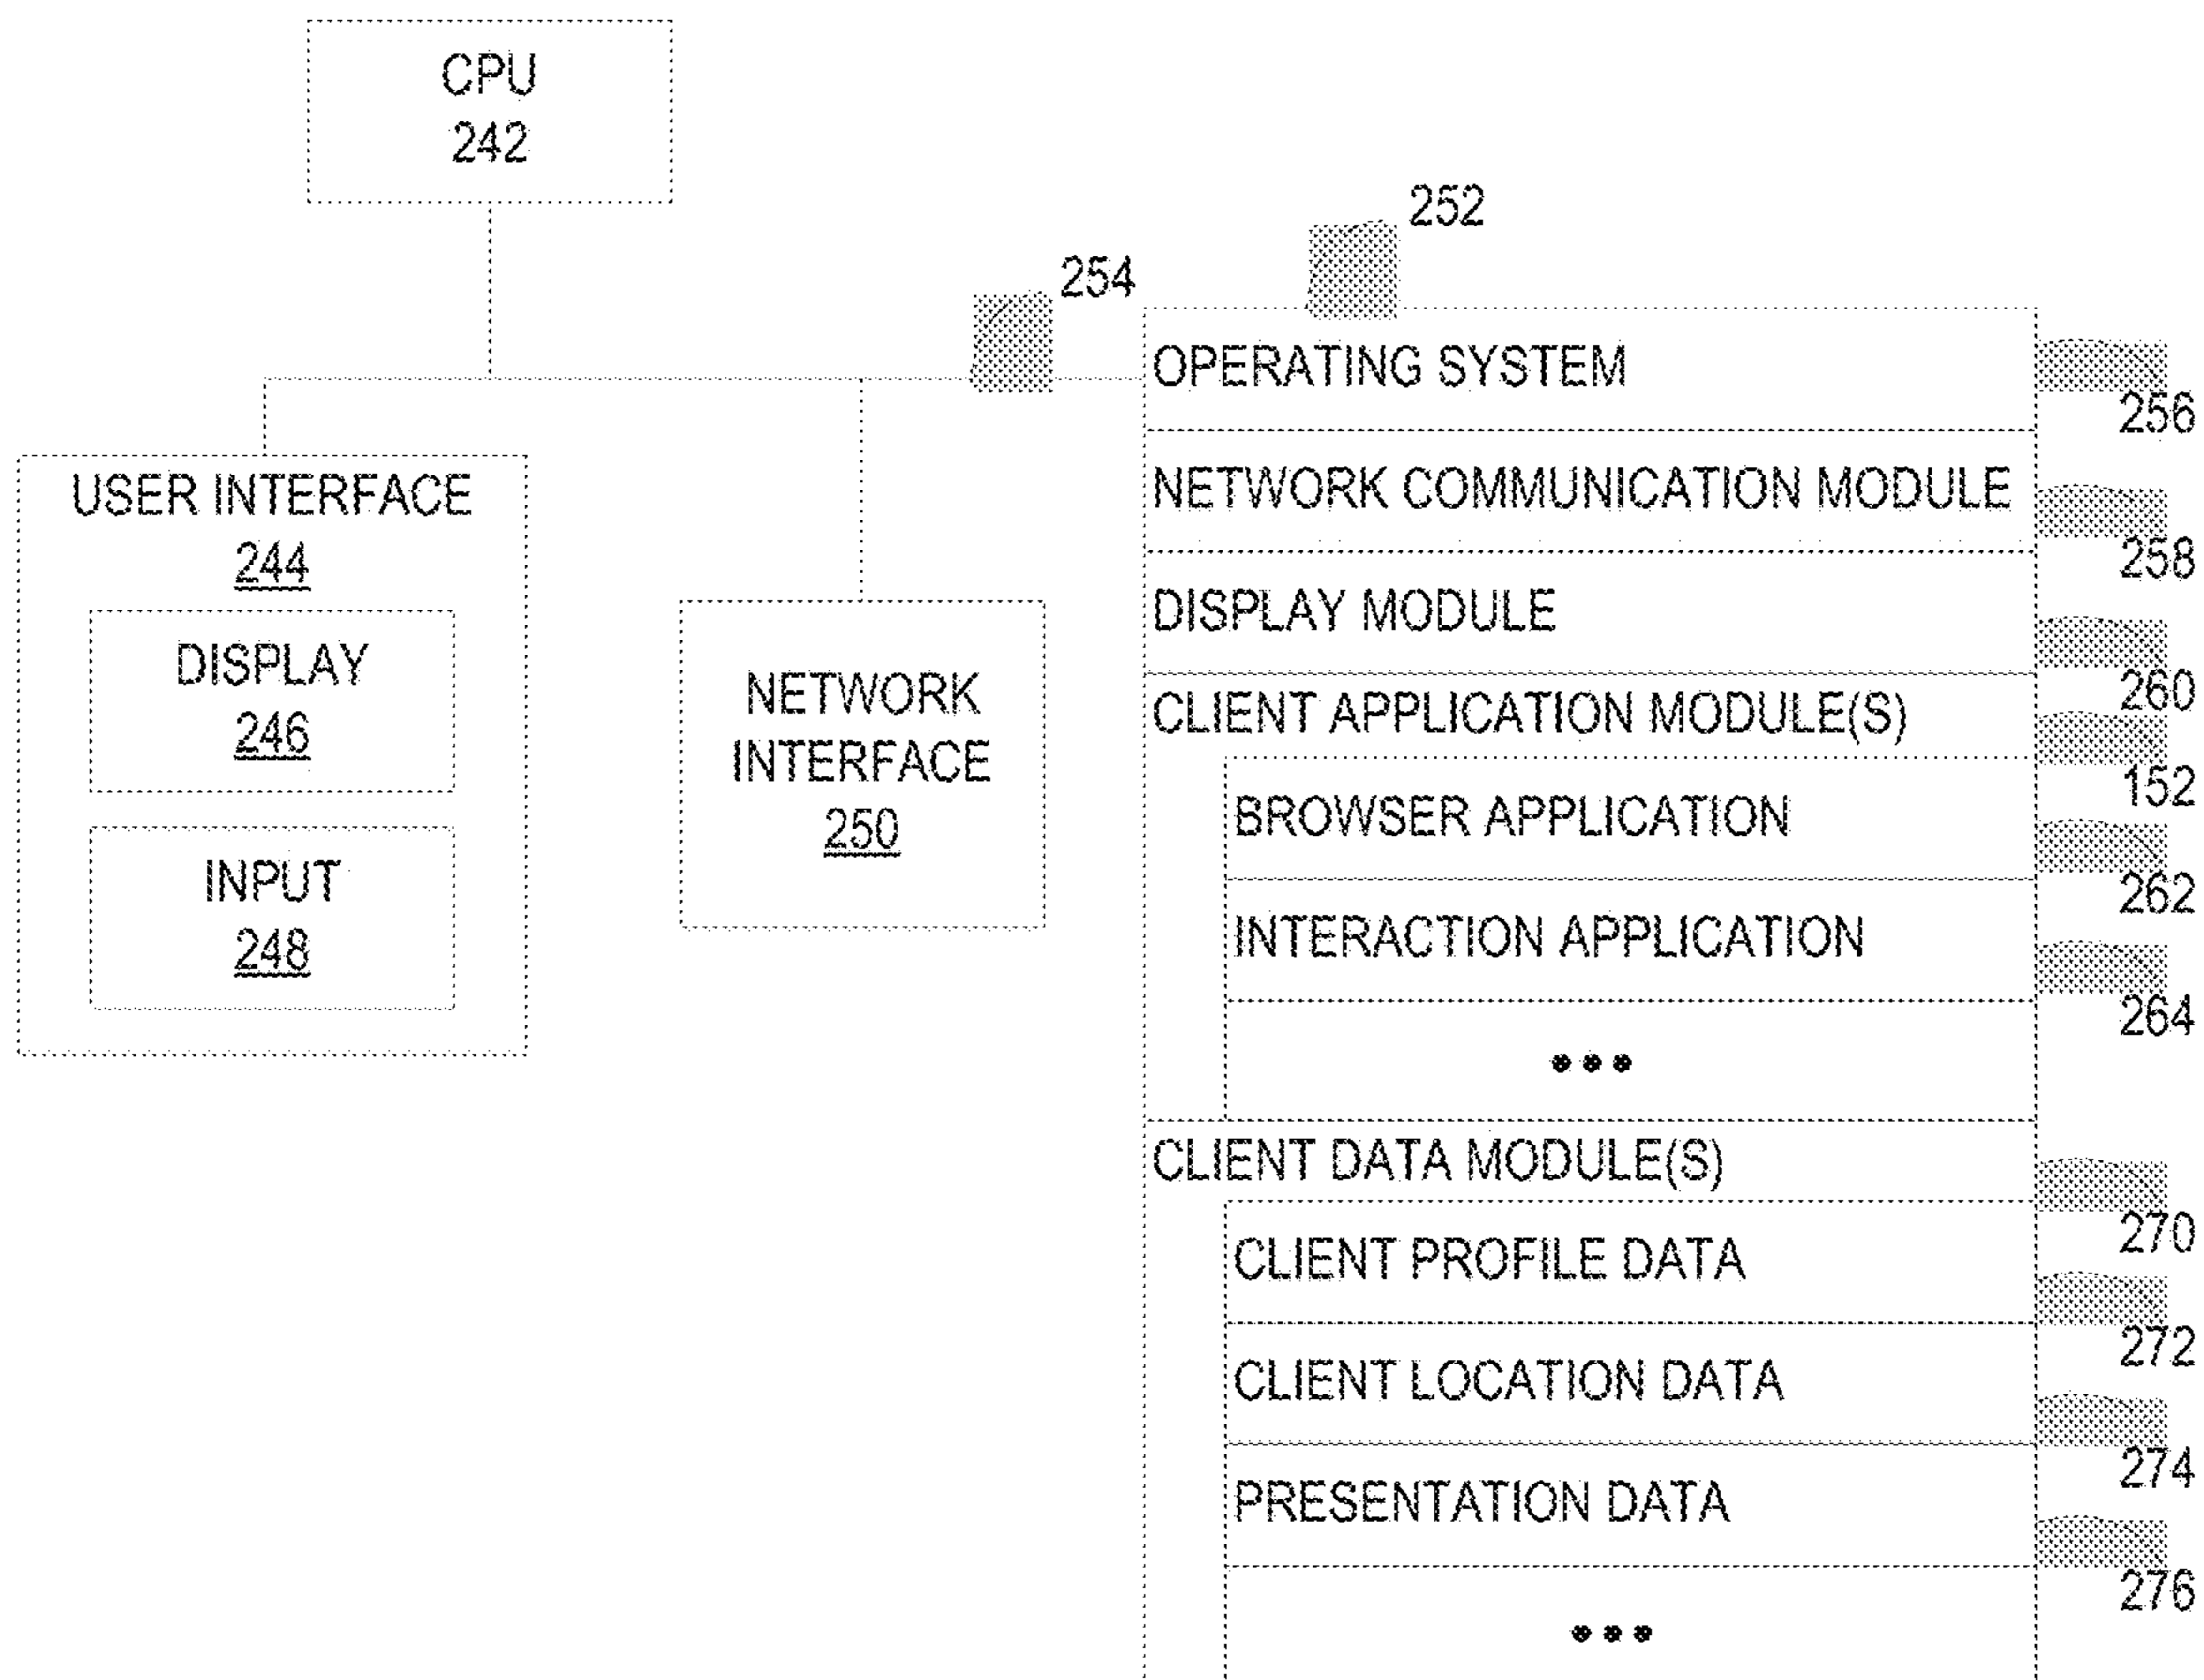 CPU
242
252
254
USER INTERFACE
244
DISPLAY
246
INPUT
248
NETWORK
INTERFACE
250
OPERATING SYSTEM
256
NETWORK COMMUNICATION MODULE
258
DISPLAY MODULE
260
CLIENT APPLICATION MODULE(S)
152
BROWSER APPLICATION
262
INTERACTION APPLICATION
264
•••
CLIENT DATA MODULE(S)
270
CLIENT PROFILE DATA
272
CLIENT LOCATION DATA
274
PRESENTATION DATA
276
•••